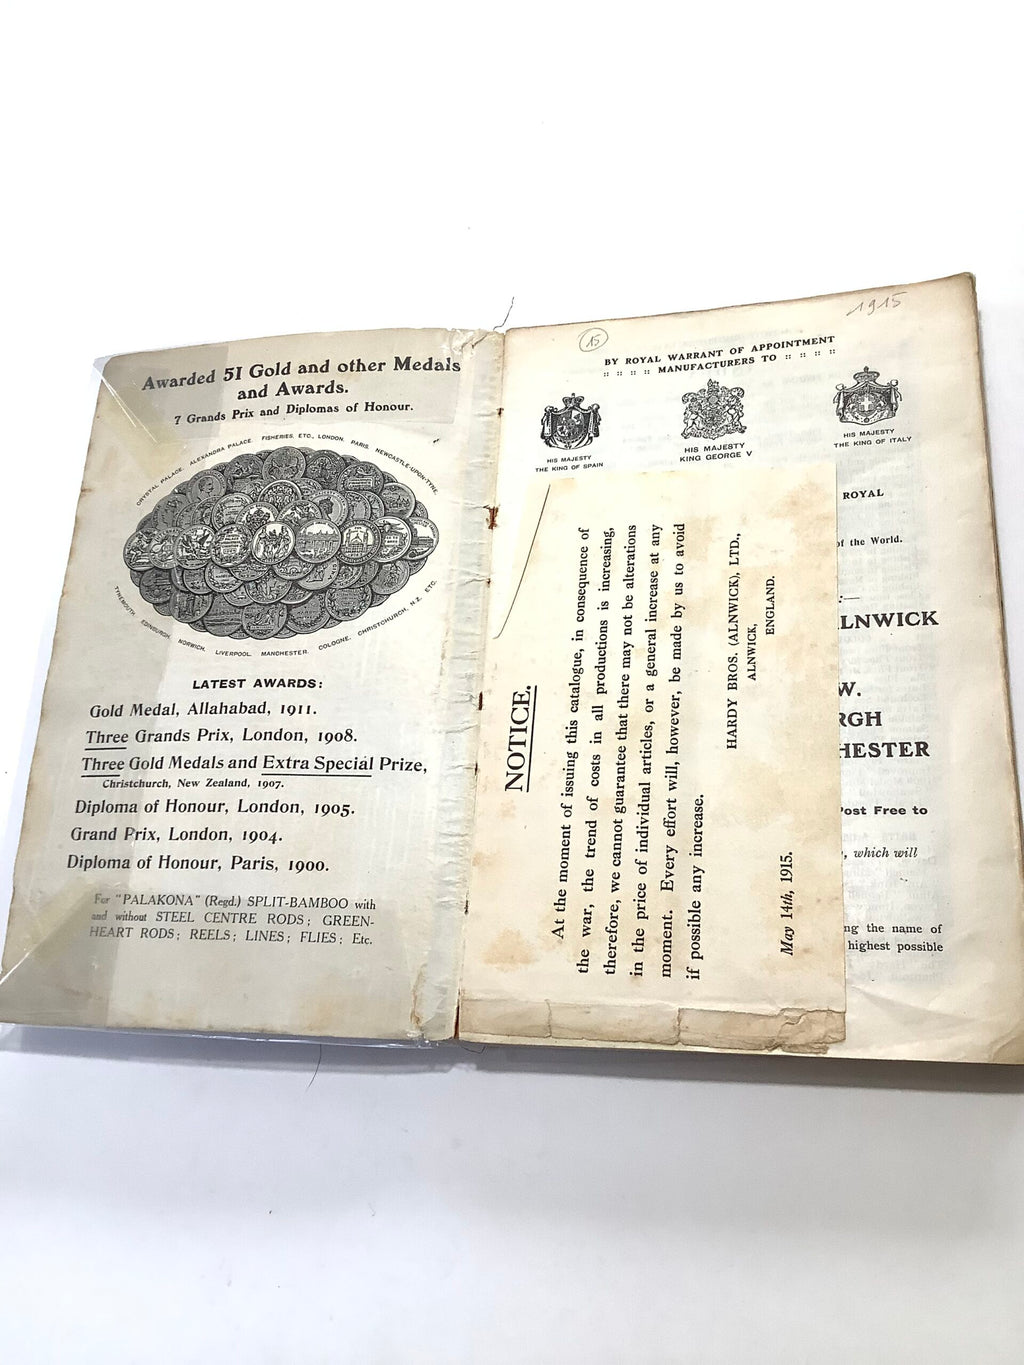 Awarded 51 Gold and other Medals
and Awards.
7 Grands Prix and Diplomas of Honour.
CRYSTAL PALACE. ALEXANDRA PALACE. FISHERIES, ETC., LONDON. PARIS. NEWCASTLE-UPON-TYNE.
TYNEMOUTH. EDINBURGH. NORWICH. LIVERPOOL. MANCHESTER. COLOGNE. CHRISTCHURCH, N.Z. ETC.
LATEST AWARDS:
Gold Medal, Allahabad, 1911.
Three Grands Prix, London, 1908.
Three Gold Medals and Extra Special Prize,
Christchurch, New Zealand, 1907.
Diploma of Honour, London, 1905.
Grand Prix, London, 1904.
Diploma of Honour, Paris, 1900.
For "PALAKONA" (Regd.) SPLIT-BAMBOO with
and without STEEL CENTRE RODS; GREEN-
HEART RODS; REELS; LINES; FLIES; Etc.
15
1915
BY ROYAL WARRANT OF APPOINTMENT
:: :: :: :: MANUFACTURERS TO :: :: :: ::
HIS MAJESTY
THE KING OF SPAIN
HIS MAJESTY
KING GEORGE V
HIS MAJESTY
THE KING OF ITALY
ROYAL
of the World.
:—
LNWICK
W.
RGH
HESTER
Post Free to
, which will
ng the name of
highest possible
NOTICE.
At the moment of issuing this catalogue, in consequence of
the war, the trend of costs in all productions is increasing,
therefore, we cannot guarantee that there may not be alterations
in the price of individual articles, or a general increase at any
moment. Every effort will, however, be made by us to avoid
if possible any increase.
HARDY BROS. (ALNWICK), LTD.,
ALNWICK,
ENGLAND.
May 14th, 1915.